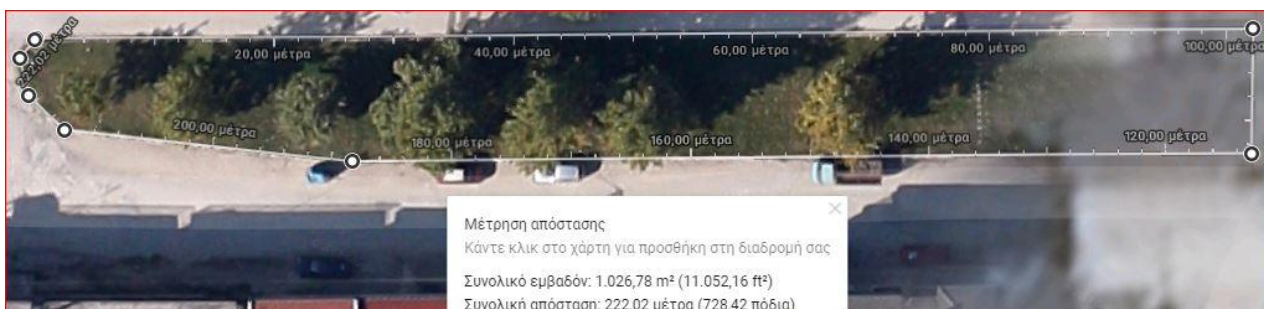 222,02 μέτρα
20,00 μέτρα
40,00 μέτρα
60,00 μέτρα
80,00 μέτρα
100,00 μέτρα
200,00 μέτρα
180,00 μέτρα
160,00 μέτρα
140,00 μέτρα
120,00 μέτρα
Μέτρηση απόστασης
Κάντε κλικ στο χάρτη για προσθήκη στη διαδρομή σας
Συνολικό εμβαδόν: 1.026,78 m² (11.052,16 ft²)
Συνολική απόσταση: 222,02 μέτρα (728,42 πόδια)